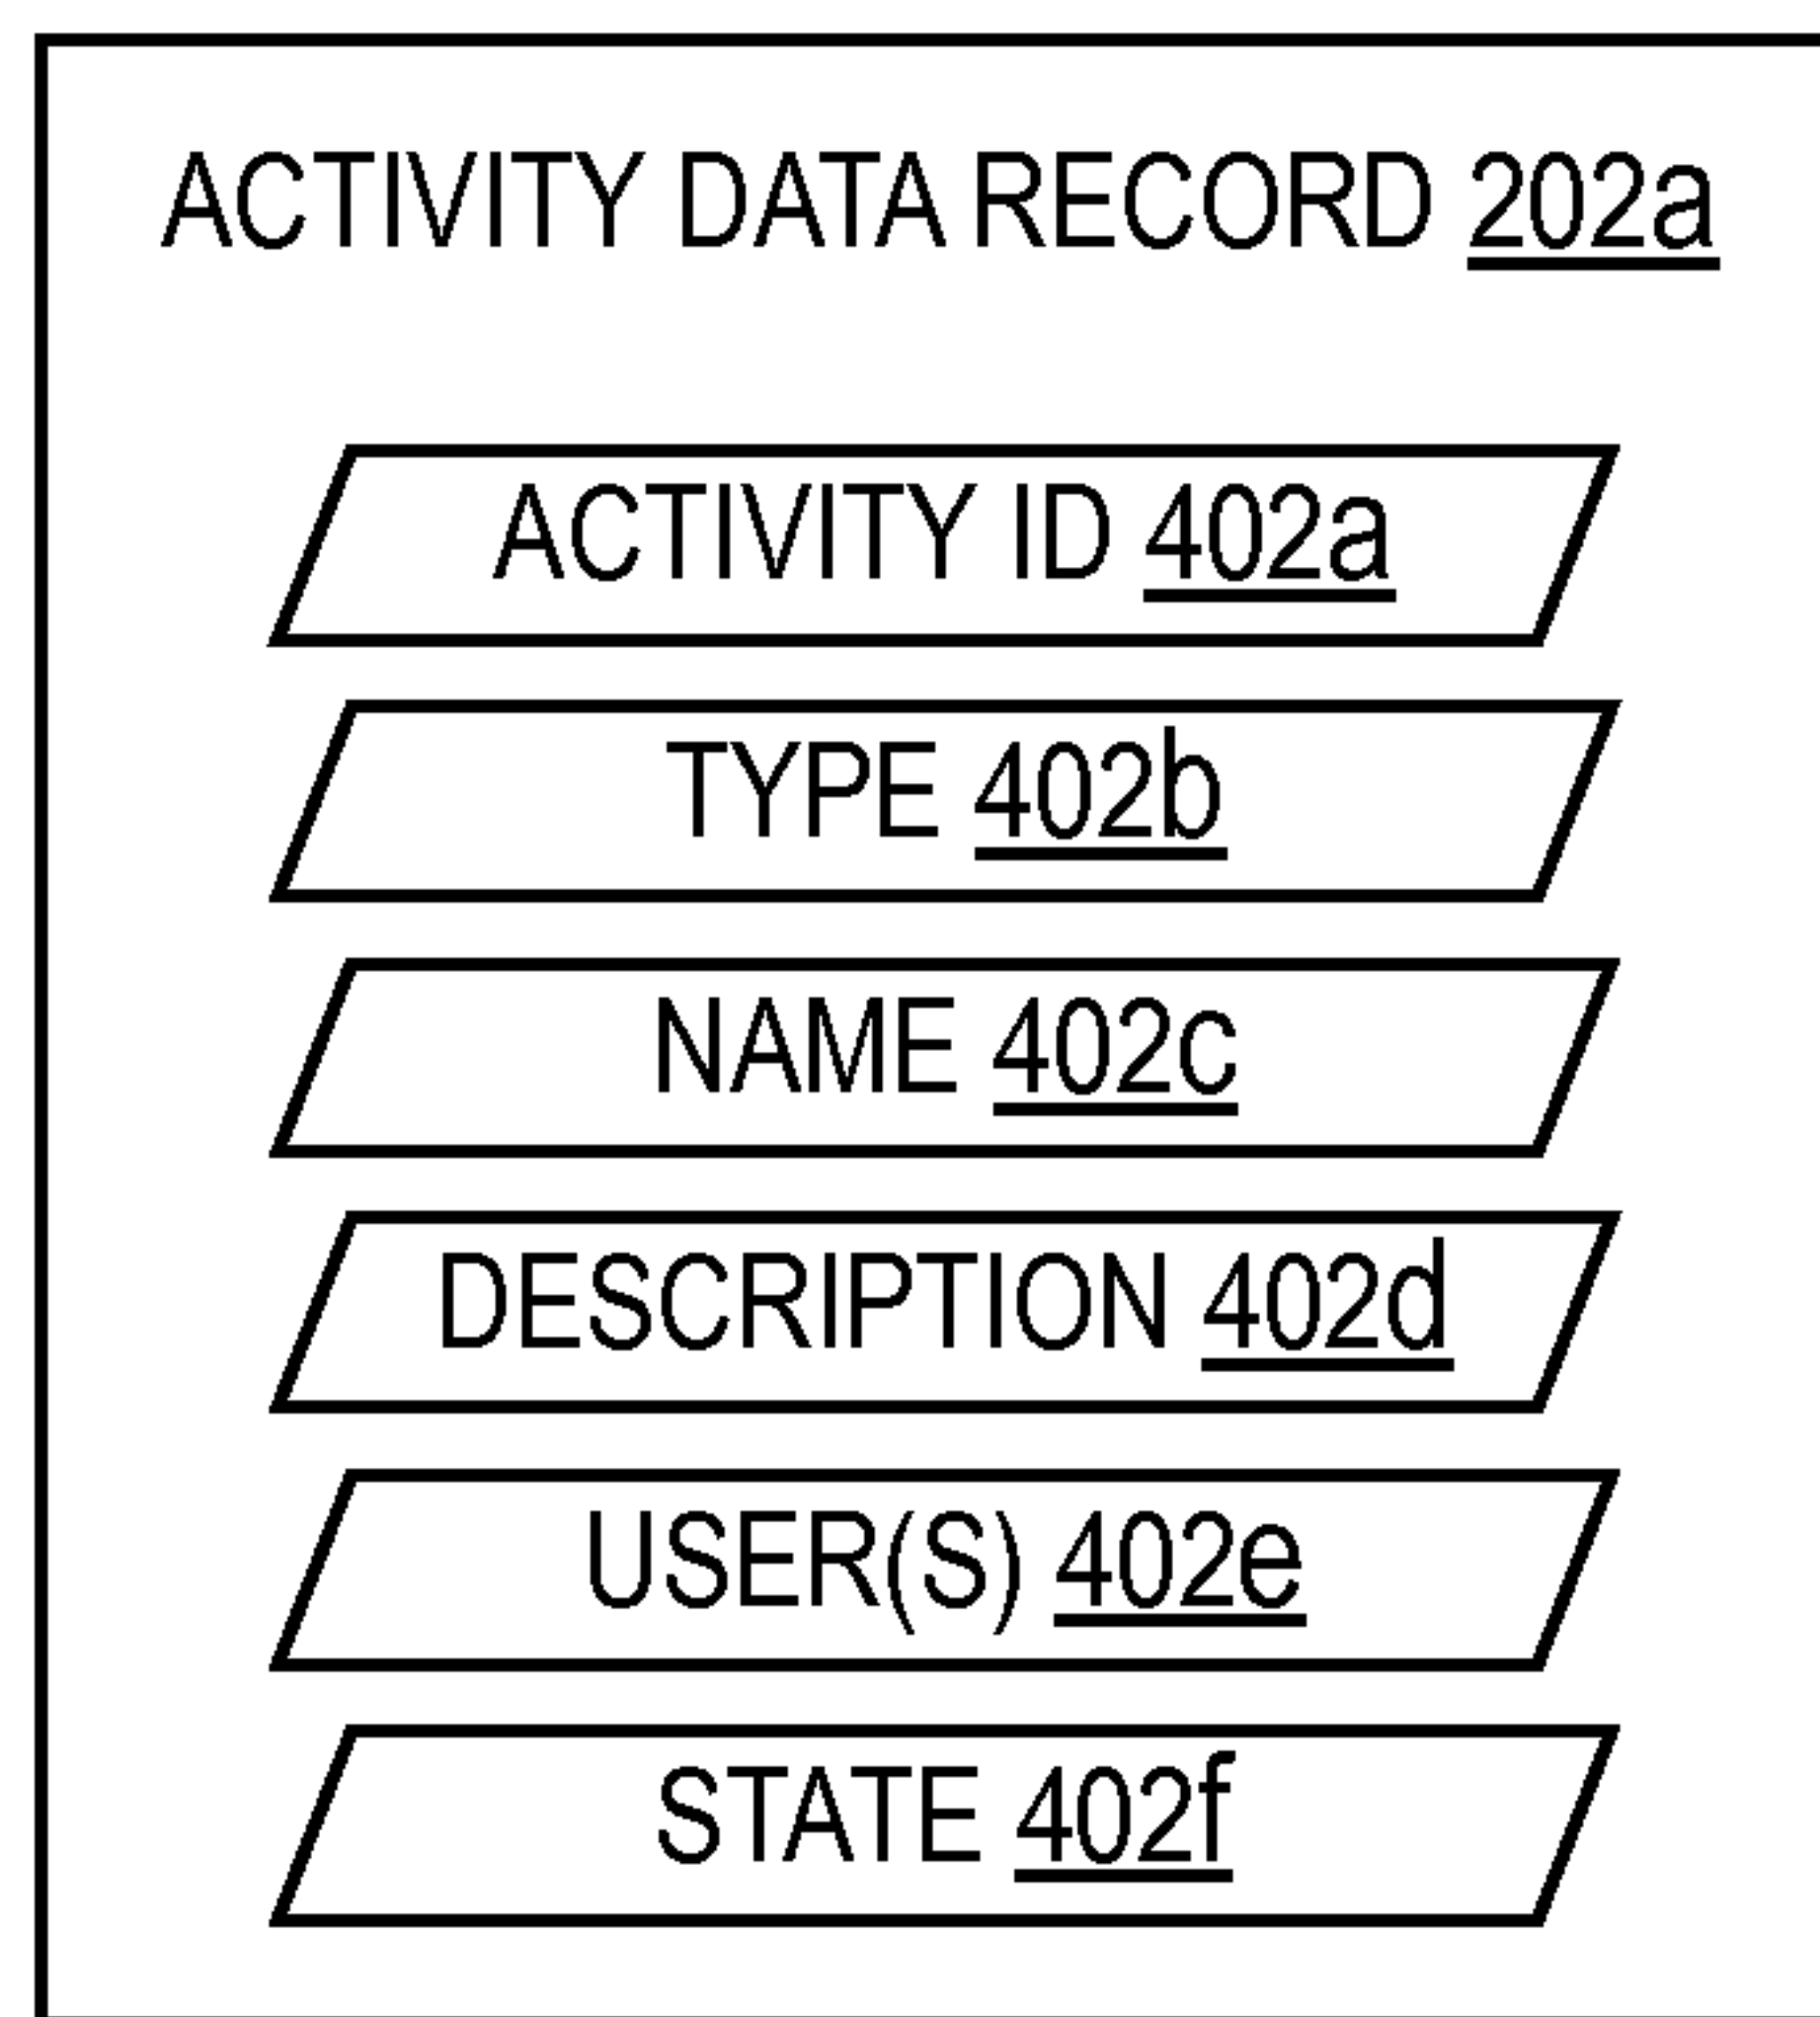 ACTIVITY DATA RECORD 202a
ACTIVITY ID 402a
TYPE 402b
NAME 402c
DESCRIPTION 402d
USER(S) 402e
STATE 402f